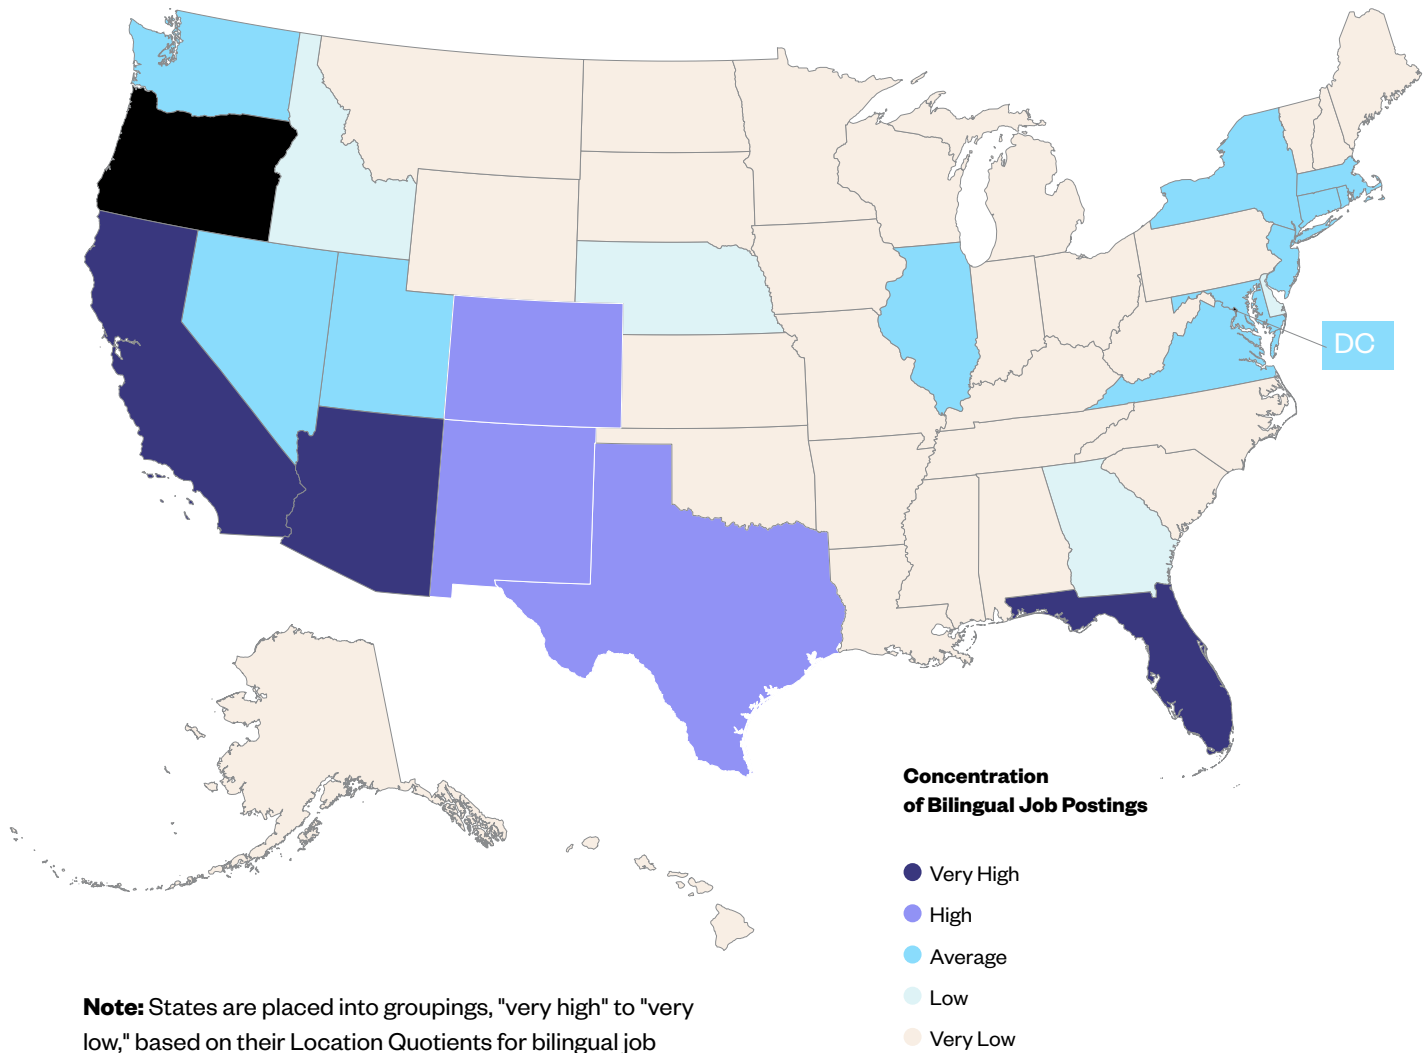 DC
Concentration
of Bilingual Job Postings
Very High
High
Average
Low
Very Low
Note: States are placed into groupings, "very high" to "very
low," based on their Location Quotients for bilingual job